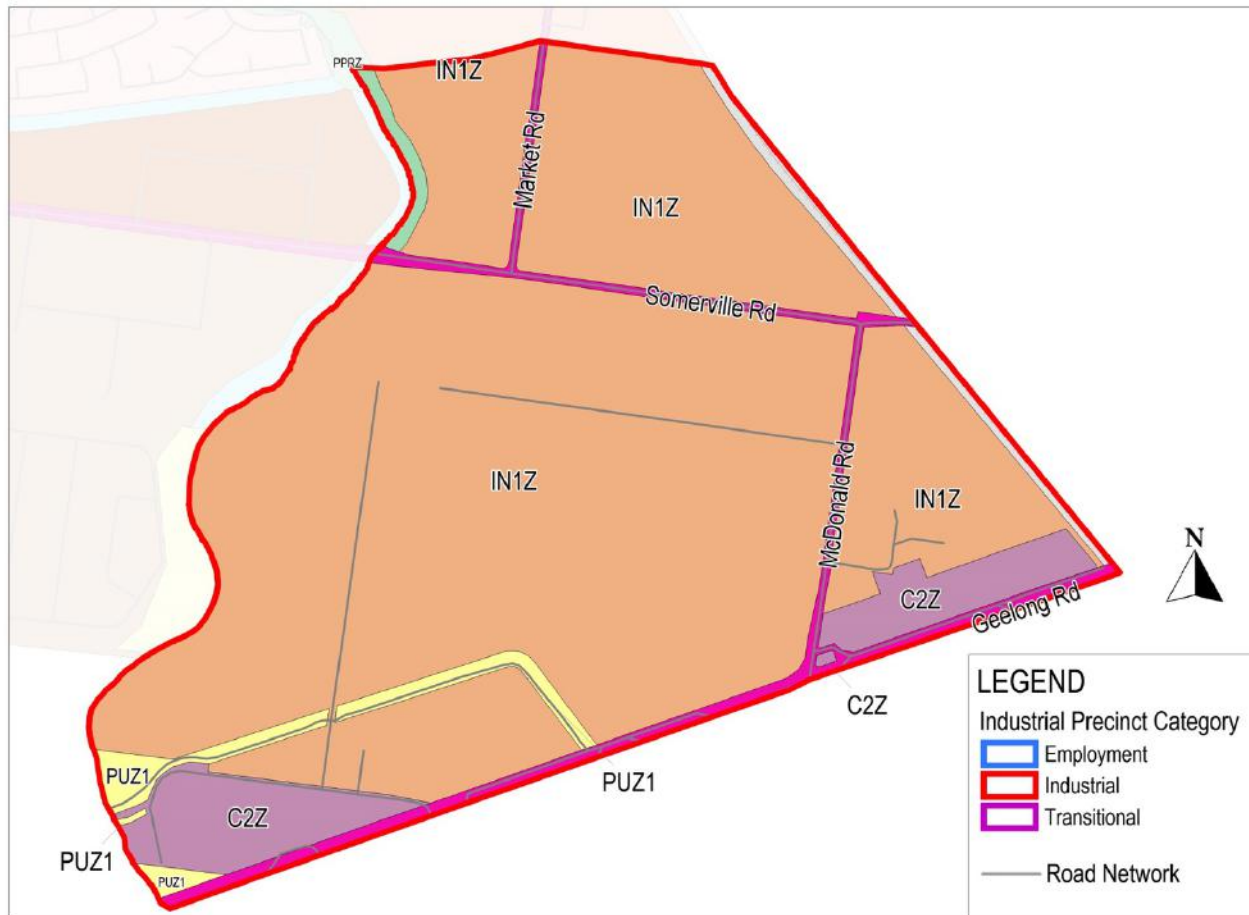 PPRZ
IN1Z
Market Rd
IN1Z
Somerville Rd
IN1Z
McDonald Rd
IN1Z
N
C2Z
Geelong Rd
C2Z
PUZ1
PUZ1
C2Z
PUZ1
PUZ1
LEGEND
Industrial Precinct Category
Employment
Industrial
Transitional
Road Network